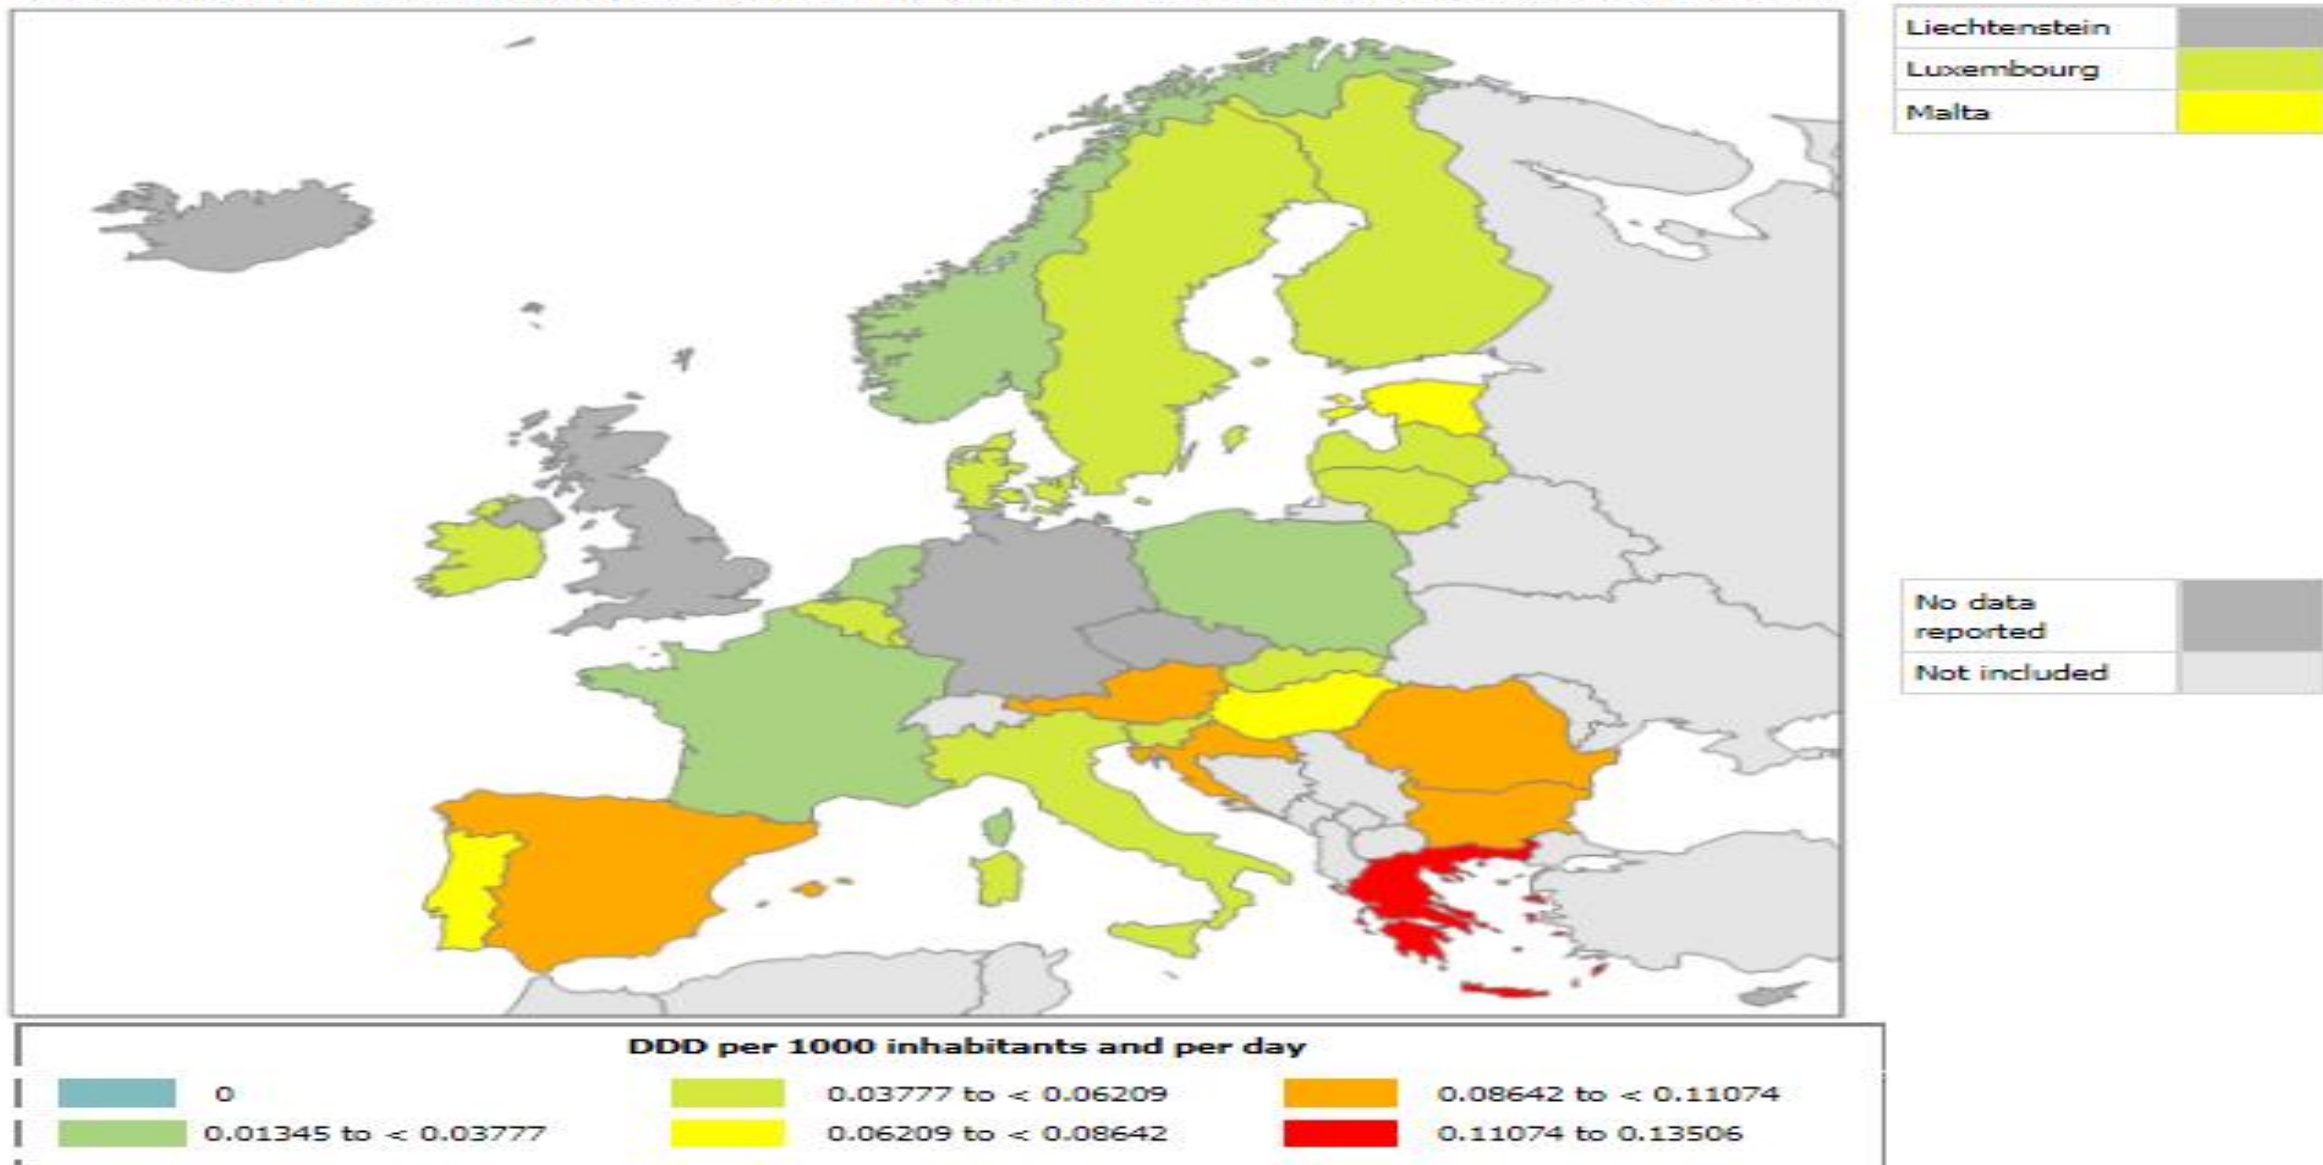 Liechtenstein
Luxembourg
Malta
No data
reported
Not included
DDD per 1000 inhabitants and per day
0
0.03777 to < 0.06209
0.08642 to < 0.11074
0.01345 to < 0.03777
0.06209 to < 0.08642
0.11074 to 0.13506